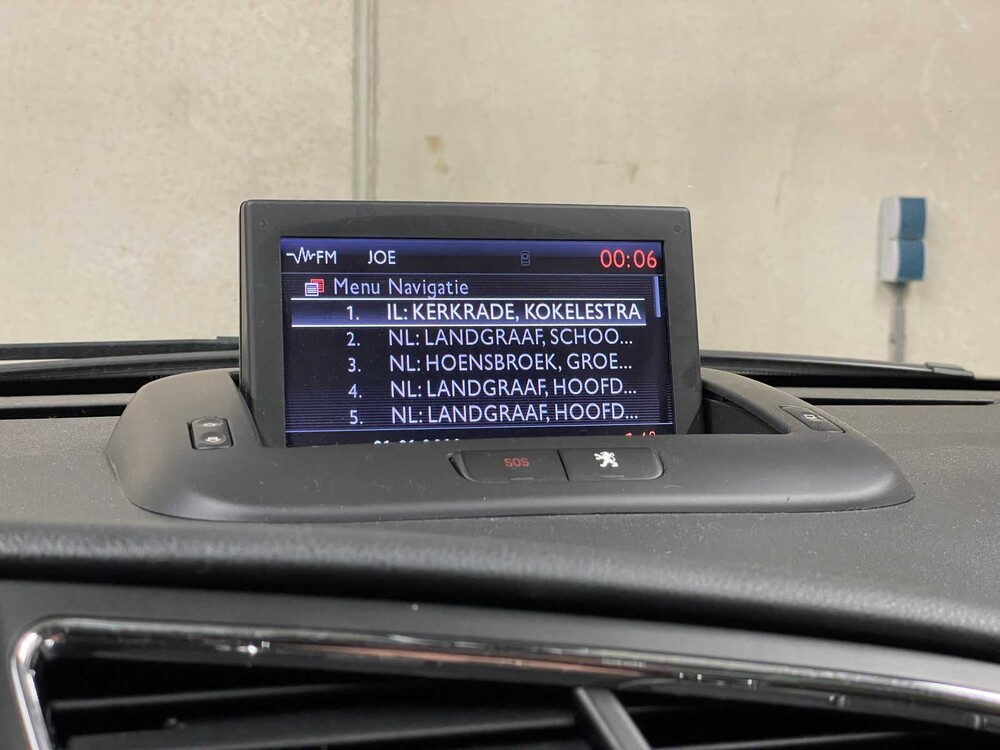 FM JOE 00:06
Menu Navigatie
1. IL: KERKRADE, KOKELESTRA
2. NL: LANDGRAAF, SCHOO...
3. NL: HOENSBROEK, GROE...
4. NL: LANDGRAAF, HOOFD...
5. NL: LANDGRAAF, HOOFD...
SOS